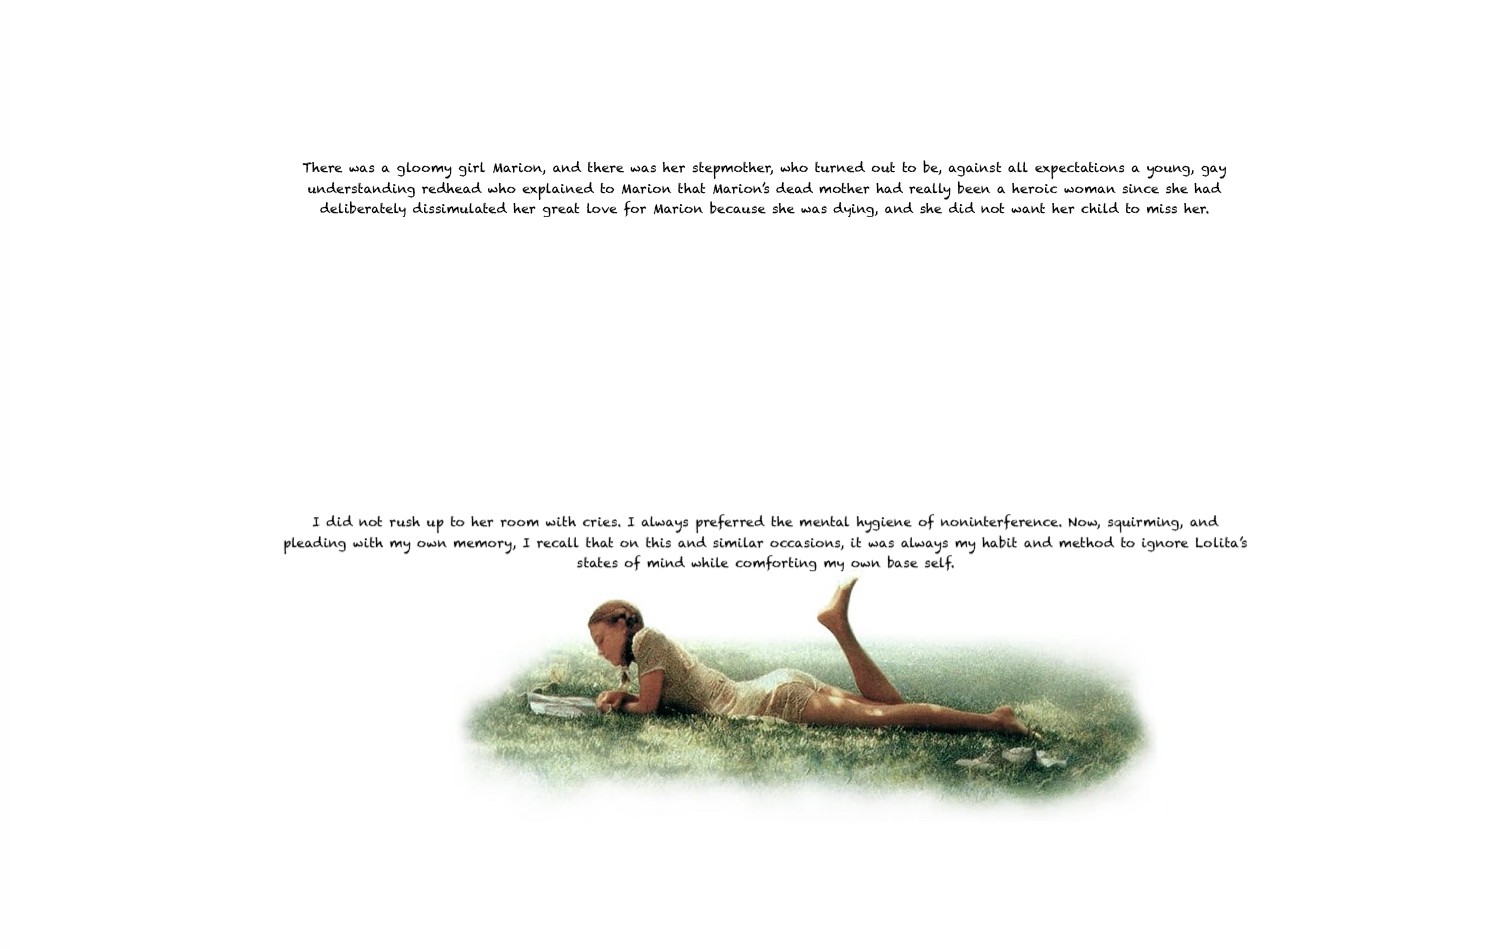 There was a gloomy girl Marion, and there was her stepmother, who turned out to be, against all expectations a young, gay
understanding redhead who explained to Marion that Marion's dead mother had really been a heroic woman since she had
deliberately dissimulated her great love for Marion because she was dying, and she did not want her child to miss her.
I did not rush up to her room with cries. I always preferred the mental hygiene of noninterference. Now, squirming, and
pleading with my own memory, I recall that on this and similar occasions, it was always my habit and method to ignore Lolita's
states of mind while comforting my own base self.